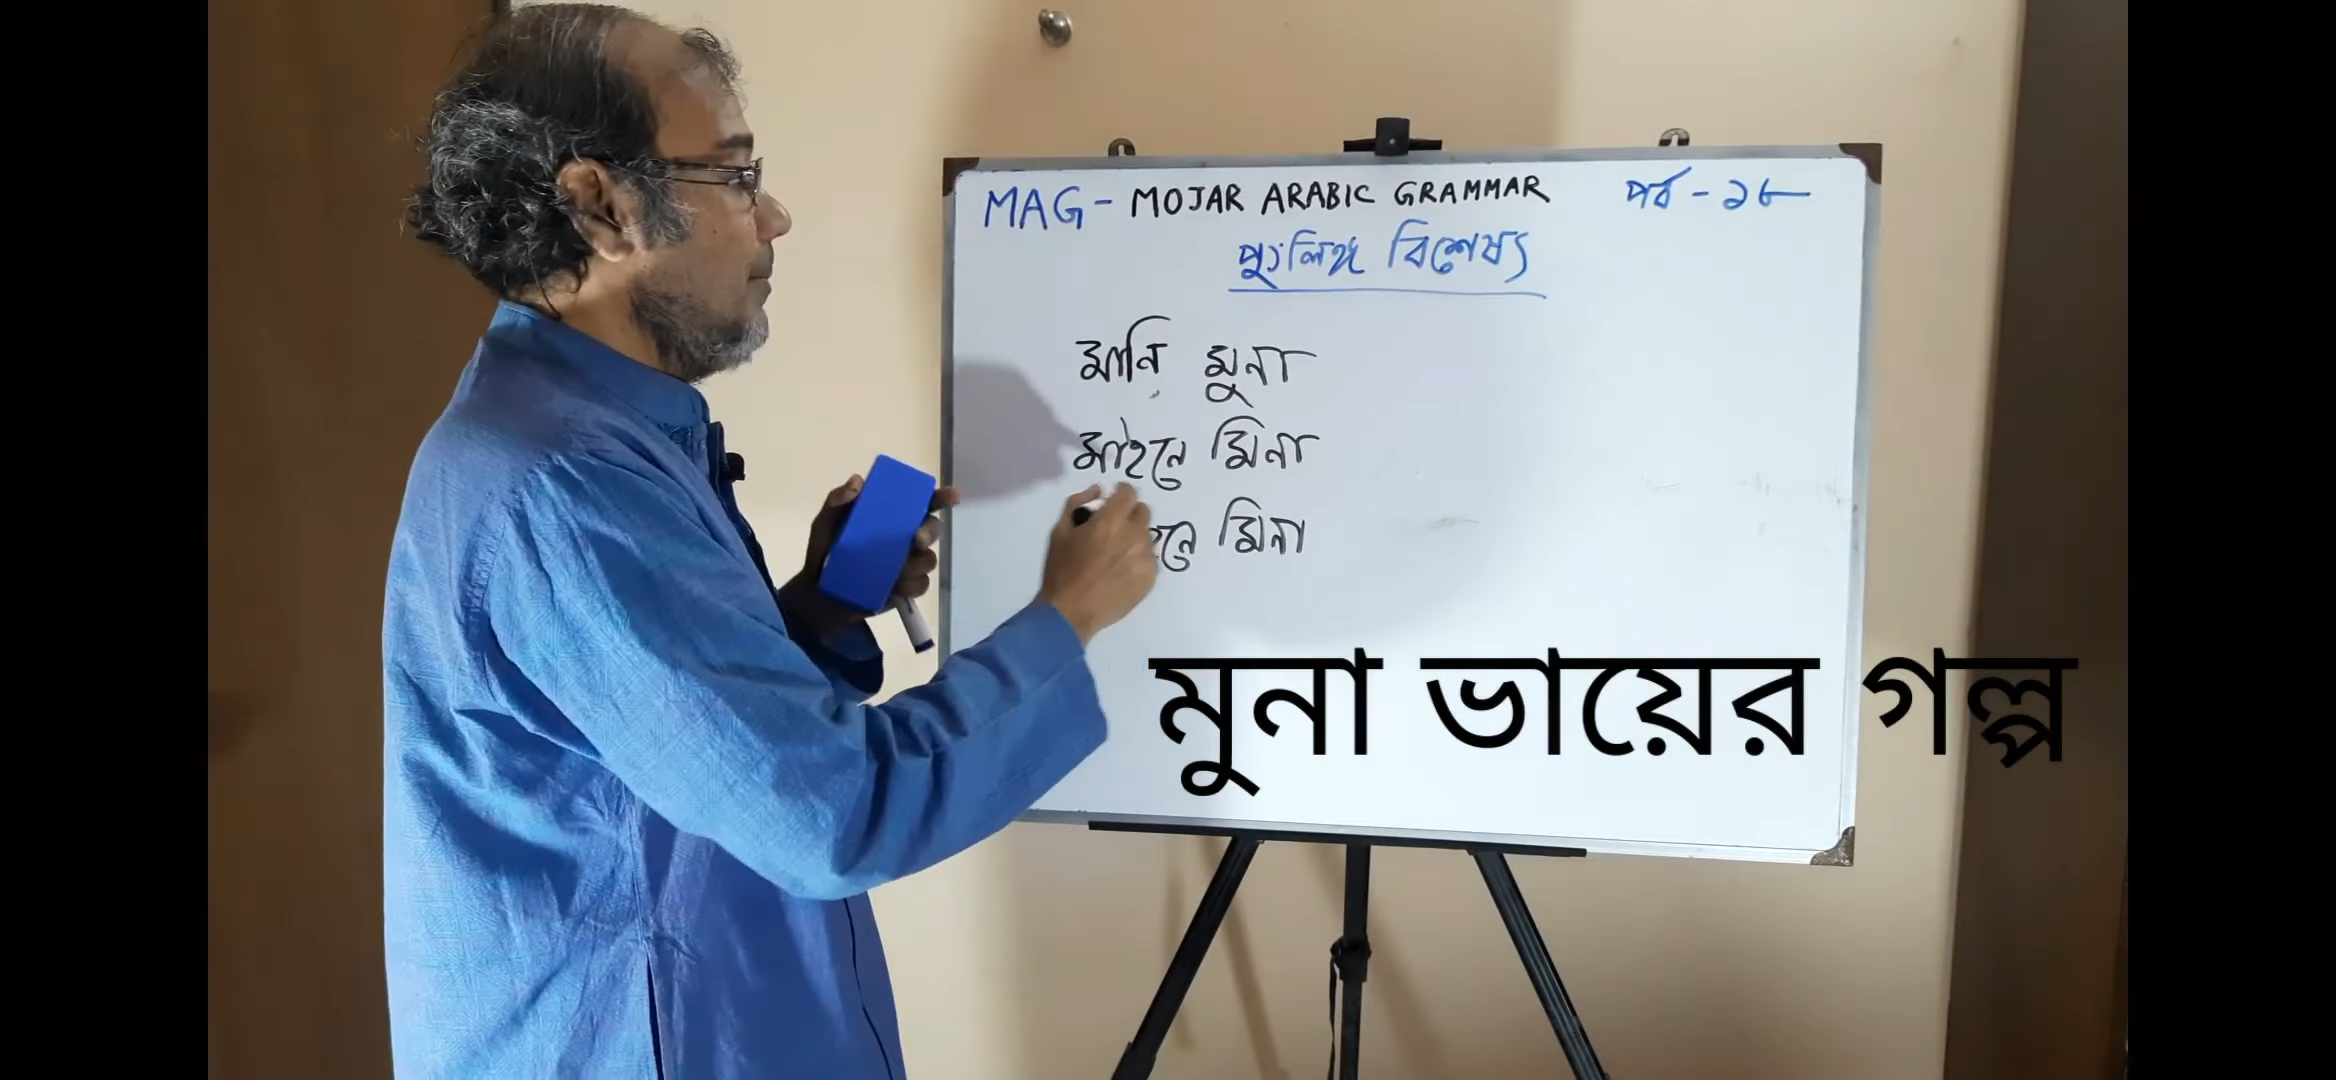 MAG - MOJAR ARABIC GRAMMAR পর্ব - ১৮
পুংলিঙ্গ বিশেষ্য
মানি মুনা
মাইনে মিনা
মিনা
মুনা ভায়ের গল্প